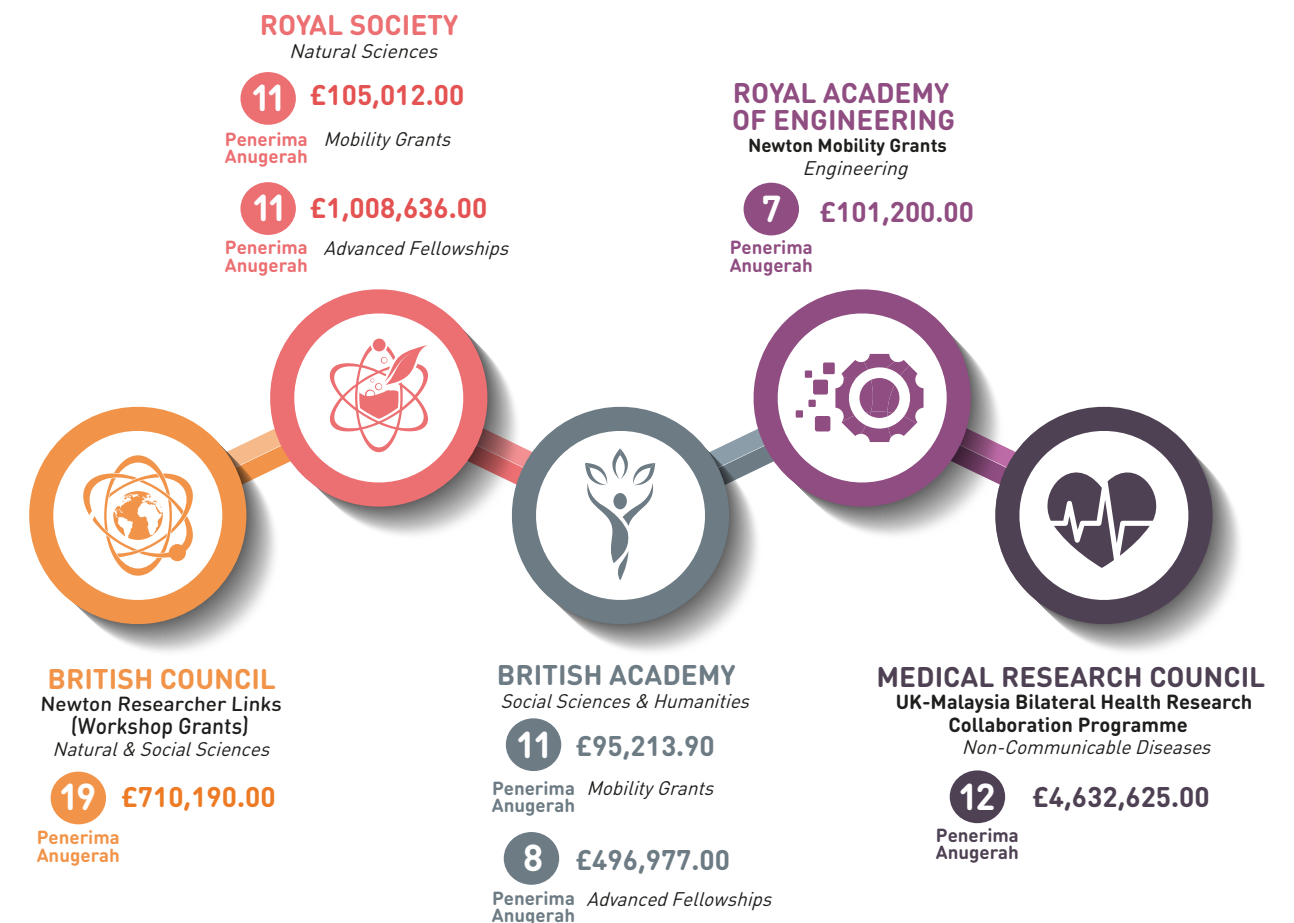 ROYAL SOCIETY
Natural Sciences
11 £105,012.00
Penerima
Anugerah
Mobility Grants
11 £1,008,636.00
Penerima
Anugerah
Advanced Fellowships
ROYAL ACADEMY
OF ENGINEERING
Newton Mobility Grants
Engineering
7 £101,200.00
Penerima
Anugerah
BRITISH COUNCIL
Newton Researcher Links
(Workshop Grants)
Natural & Social Sciences
19 £710,190.00
Penerima
Anugerah
BRITISH ACADEMY
Social Sciences & Humanities
11 £95,213.90
Penerima
Anugerah
Mobility Grants
8 £496,977.00
Penerima
Anugerah
Advanced Fellowships
MEDICAL RESEARCH COUNCIL
UK-Malaysia Bilateral Health Research
Collaboration Programme
Non-Communicable Diseases
12 £4,632,625.00
Penerima
Anugerah